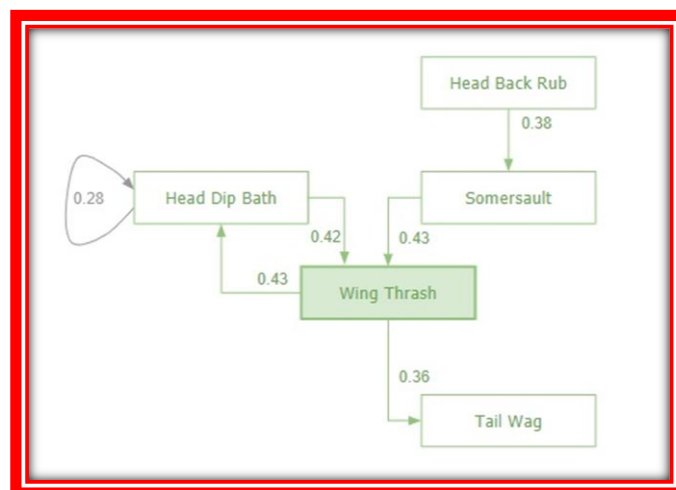 Head Back Rub
0.38
0.28
Head Dip Bath
Somersault
0.42
0.43
0.43
Wing Thrash
0.36
Tail Wag